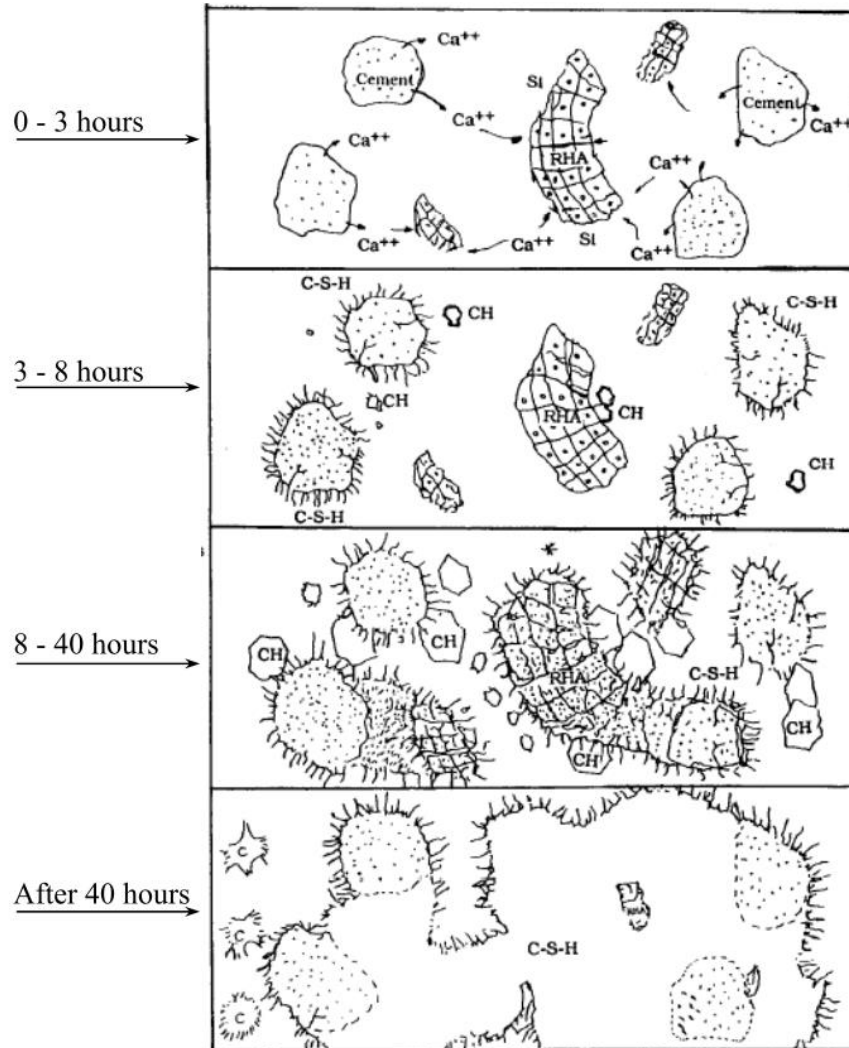 0 - 3 hours
Ca++
Cement
Ca++
Ca++
Ca++
Si
RHA
Si
Ca++
Ca++
Ca++
Cement
Ca++
3 - 8 hours
C-S-H
CH
CH
C-S-H
RHA
CH
C-S-H
CH
8 - 40 hours
CH
CH
RHA
CH
C-S-H
CH
After 40 hours
C
C
C
C-S-H
RHA